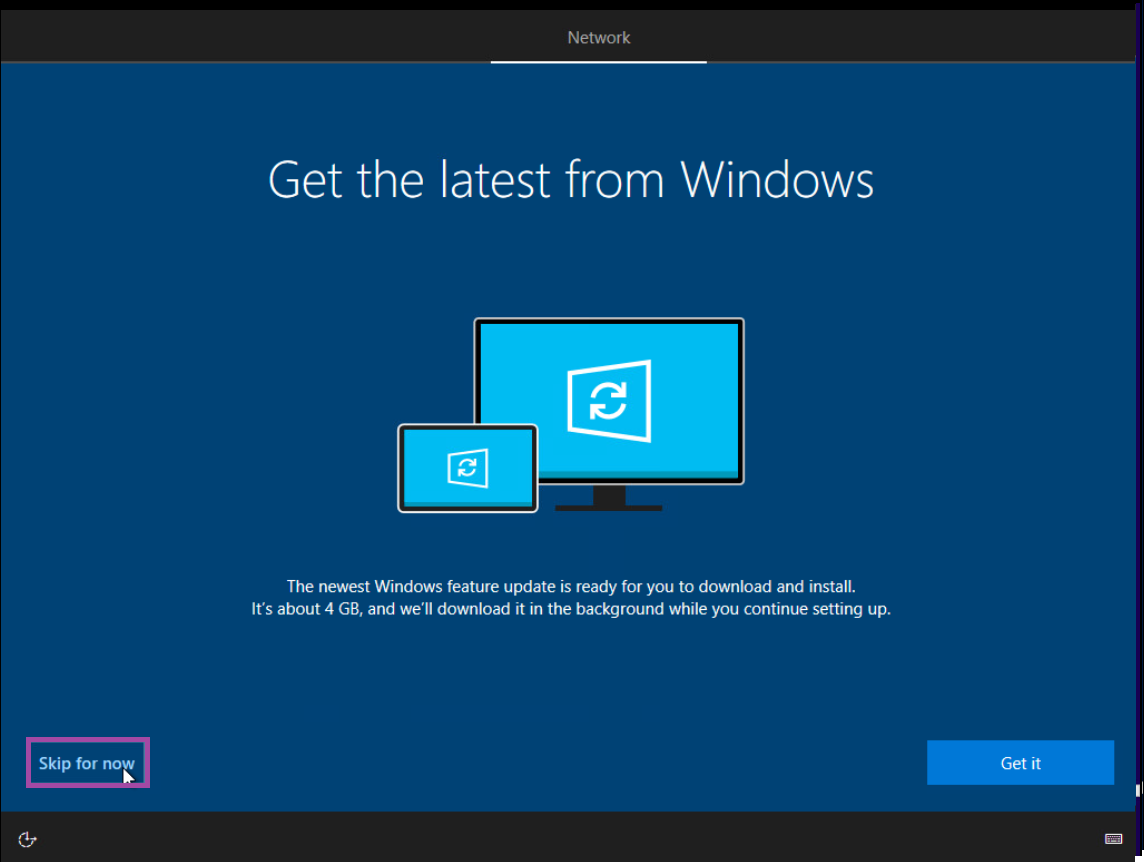 Network
Get the latest from Windows
The newest Windows feature update is ready for you to download and install.
It's about 4 GB, and we'll download it in the background while you continue setting up.
Skip for now
Get it